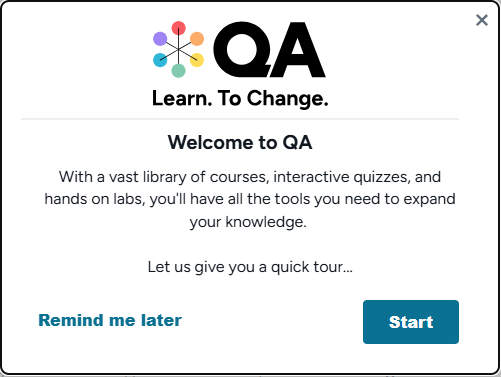 ×
QA
Learn. To Change.
Welcome to QA
With a vast library of courses, interactive quizzes, and
hands on labs, you'll have all the tools you need to expand
your knowledge.
Let us give you a quick tour...
Remind me later
Start